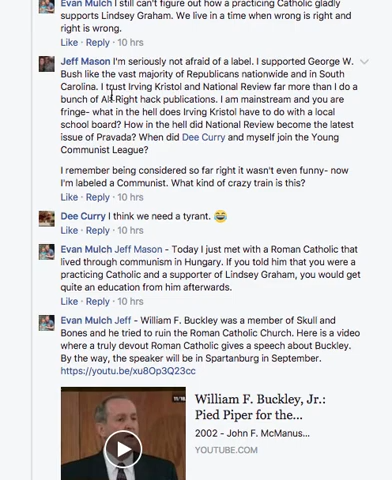 Evan Mulch I still can't figure out how a practicing Catholic gladly
supports Lindsey Graham. We live in a time when wrong is right and
right is wrong.
Like · Reply · 10 hrs
Jeff Mason I'm seriously not afraid of a label. I supported George W.
Bush like the vast majority of Republicans nationwide and in South
Carolina. I trust Irving Kristol and National Review far more than I do a
bunch of Alt Right hack publications. I am mainstream and you are
fringe- what in the hell does Irving Kristol have to do with a local
school board? How in the hell did National Review become the latest
issue of Pravada? When did Dee Curry and myself join the Young
Communist League?
I remember being considered so far right it wasn't even funny- now
I'm labeled a Communist. What kind of crazy train is this?
Like · Reply · 10 hrs
Dee Curry I think we need a tyrant. 😂
Like · Reply · 10 hrs
Evan Mulch Jeff Mason - Today I just met with a Roman Catholic that
lived through communism in Hungary. If you told him that you were a
practicing Catholic and a supporter of Lindsey Graham, you would get
quite an education from him afterwards.
Like · Reply · 10 hrs
Evan Mulch Jeff - William F. Buckley was a member of Skull and
Bones and he tried to ruin the Roman Catholic Church. Here is a video
where a truly devout Roman Catholic gives a speech about Buckley.
By the way, the speaker will be in Spartanburg in September.
https://youtu.be/xu8Op3Q23cc
William F. Buckley, Jr.:
Pied Piper for the...
2002 - John F. McManus...
YOUTUBE.COM